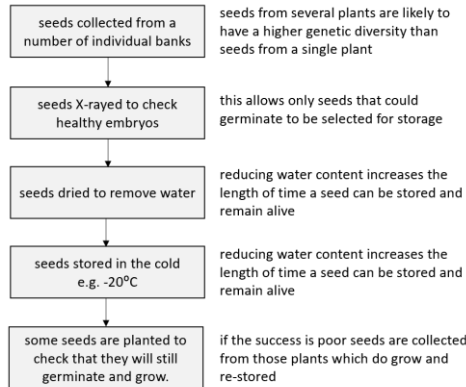 seeds collected from a
number of individual banks
seeds from several plants are likely to
have a higher genetic diversity than
seeds from a single plant
seeds X-rayed to check
healthy embryos
this allows only seeds that could
germinate to be selected for storage
seeds dried to remove water
reducing water content increases the
length of time a seed can be stored and
remain alive
seeds stored in the cold
e.g. -20°C
reducing water content increases the
length of time a seed can be stored and
remain alive
some seeds are planted to
check that they will still
germinate and grow.
if the success is poor seeds are collected
from those plants which do grow and
re-stored